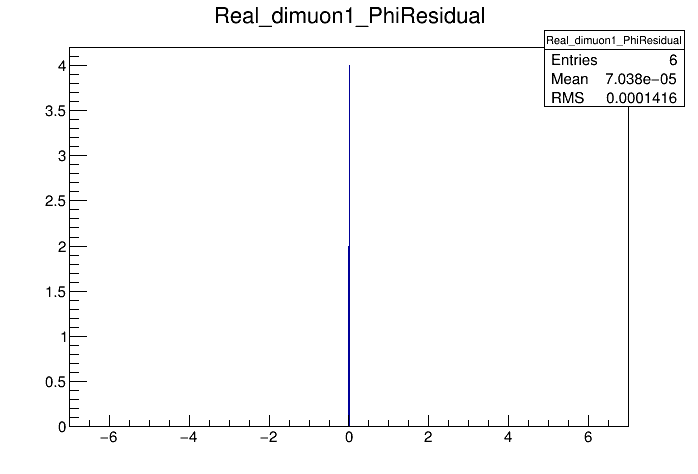 Real_dimuon1_PhiResidual
Real_dimuon1_PhiResidual
Entries 6
Mean 7.038e−05
RMS 0.0001416
4
3.5
3
2.5
2
1.5
1
0.5
0
−6 −4 −2 0 2 4 6